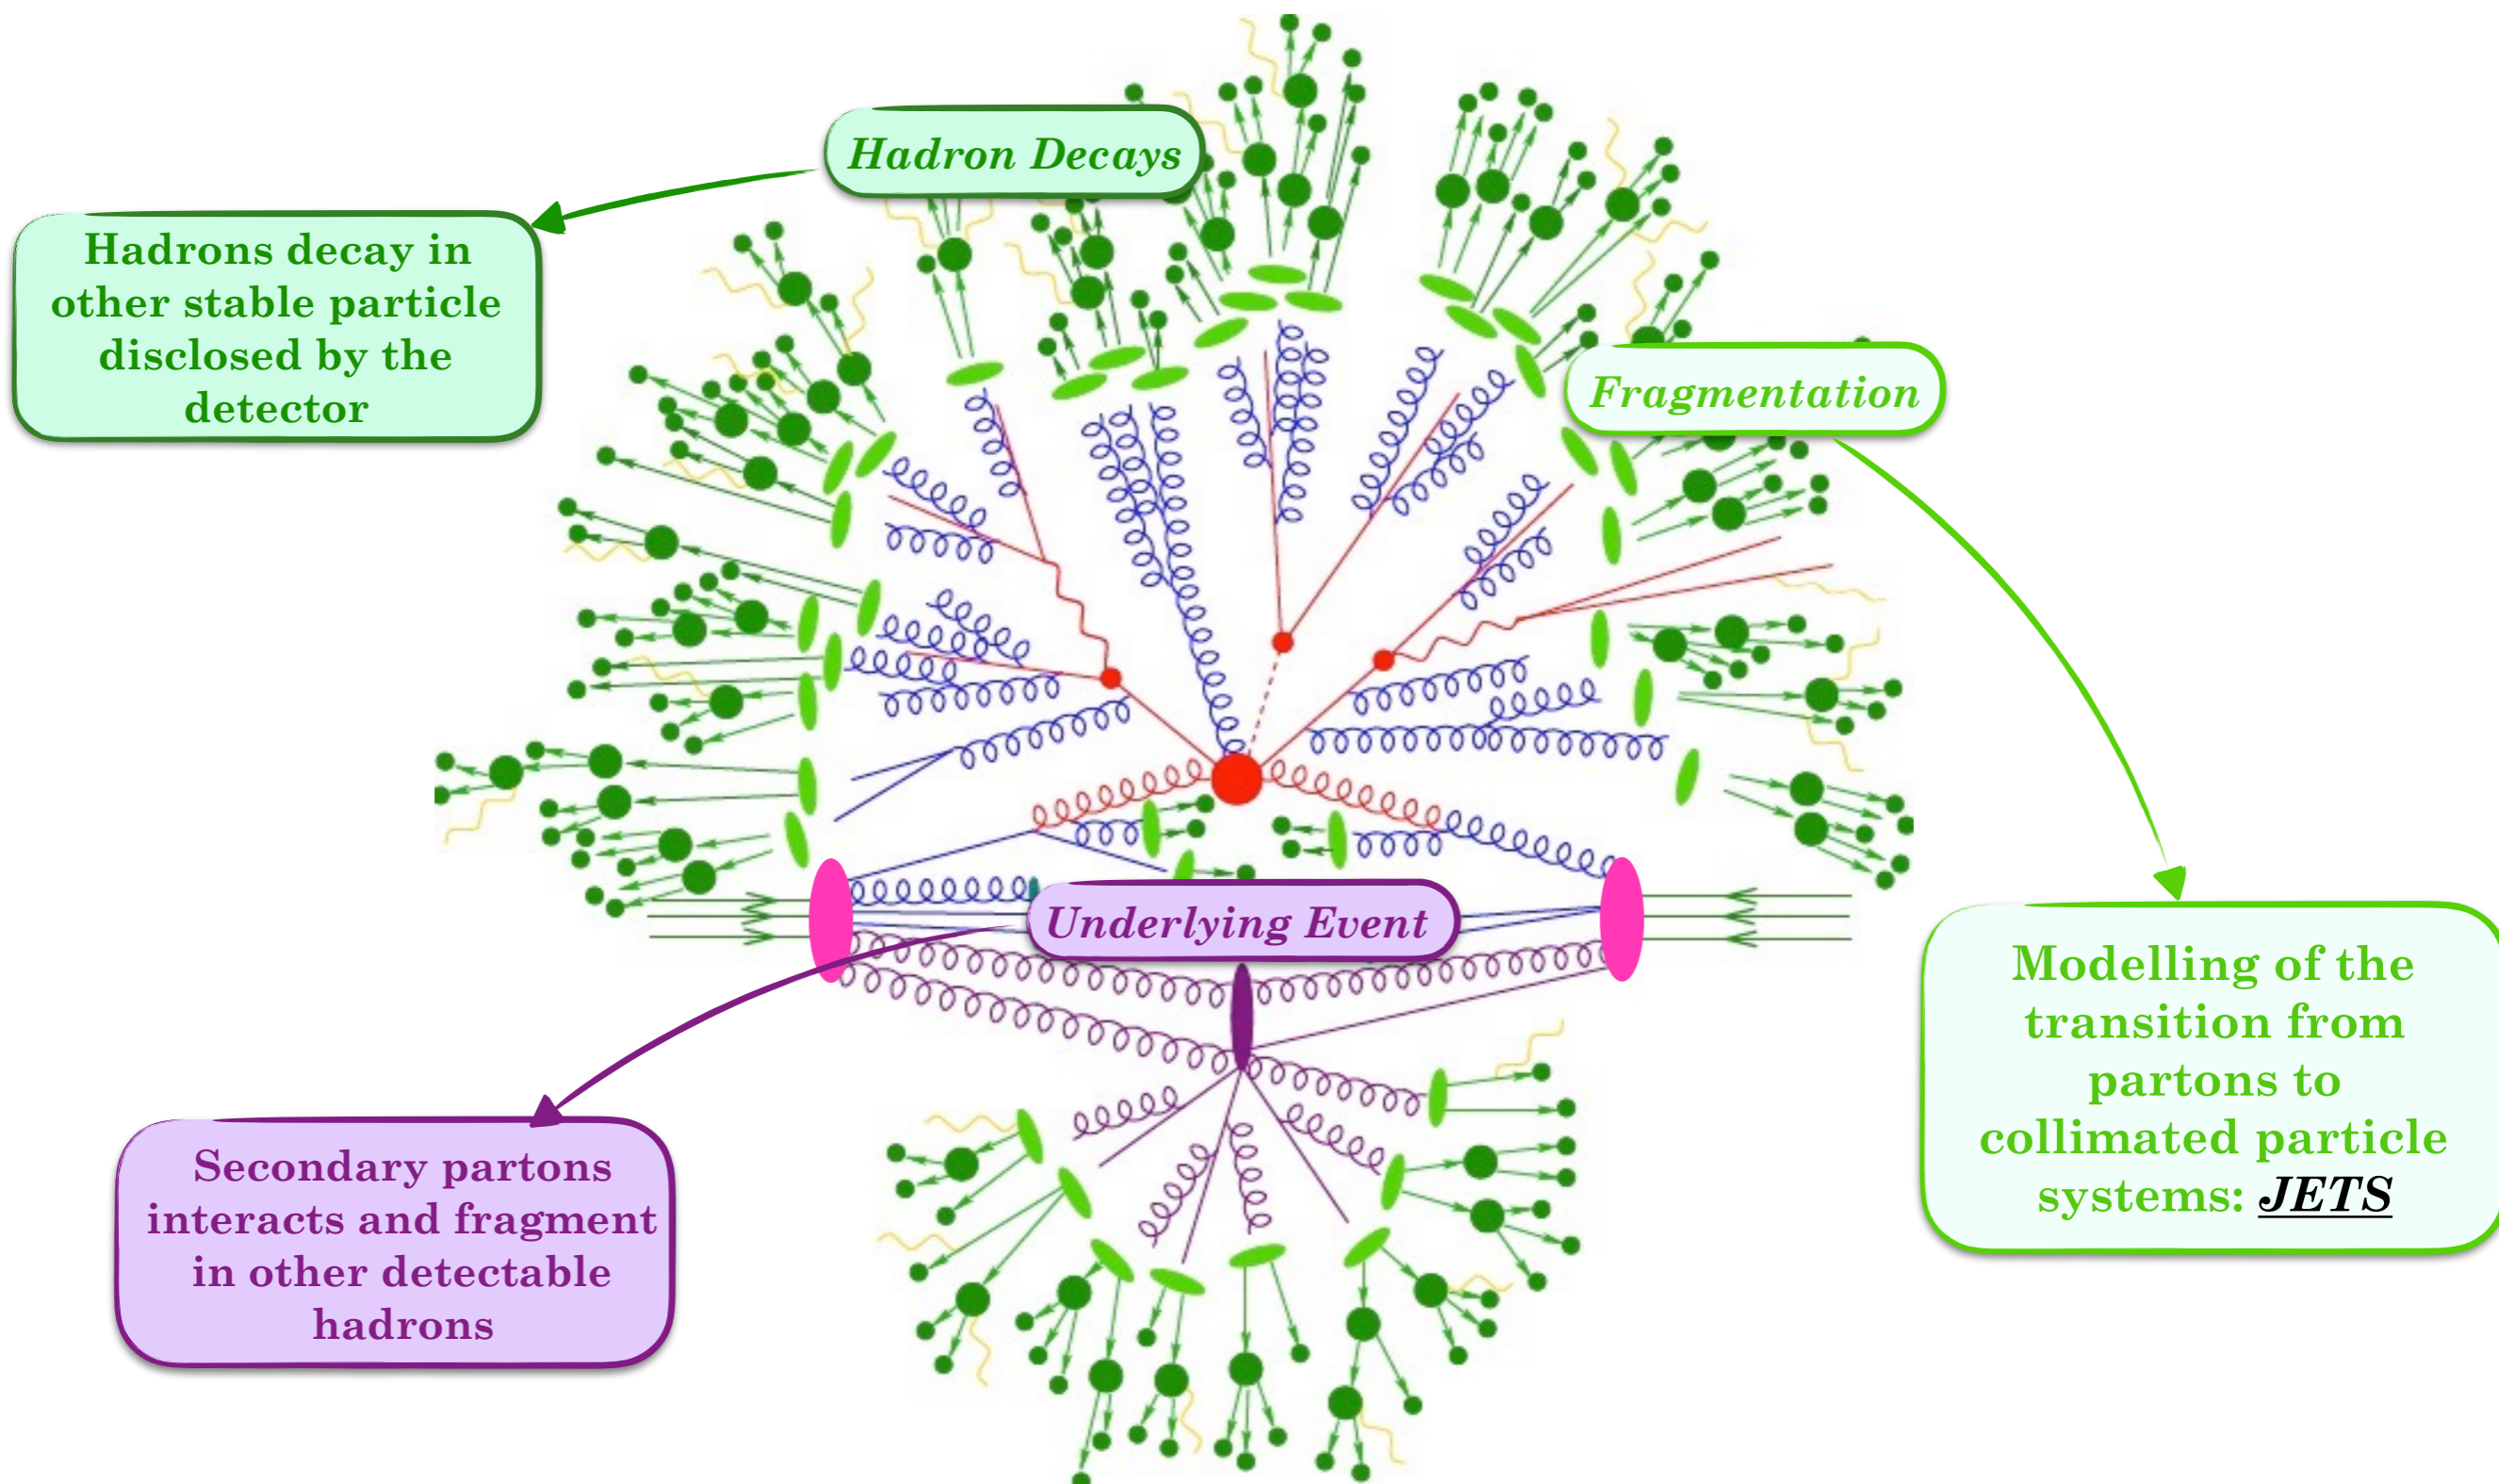 Hadron Decays
Hadrons decay in
other stable particle
disclosed by the
detector
Fragmentation
Modelling of the
transition from
partons to
collimated particle
systems: JETS
Underlying Event
Secondary partons
interacts and fragment
in other detectable
hadrons